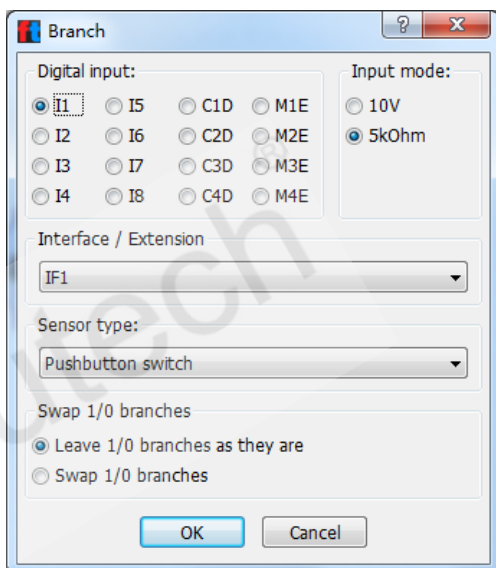 Branch
Digital input:
I1 I5 C1D M1E
I2 I6 C2D M2E
I3 I7 C3D M3E
I4 I8 C4D M4E
Input mode:
10V
5kOhm
Interface / Extension
IF1
Sensor type:
Pushbutton switch
Swap 1/0 branches
Leave 1/0 branches as they are
Swap 1/0 branches
OK Cancel